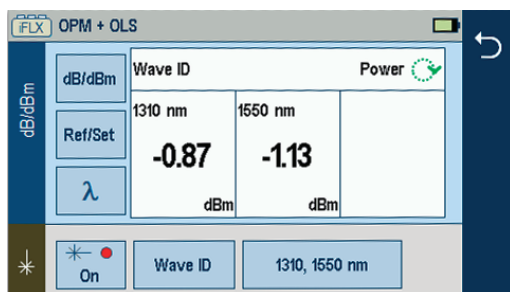 iFLX OPM + OLS
dB/dBm
dB/dBm
Ref/Set
λ
Wave ID Power
1310 nm 1550 nm
-0.87 -1.13
dBm dBm
On
Wave ID
1310, 1550 nm